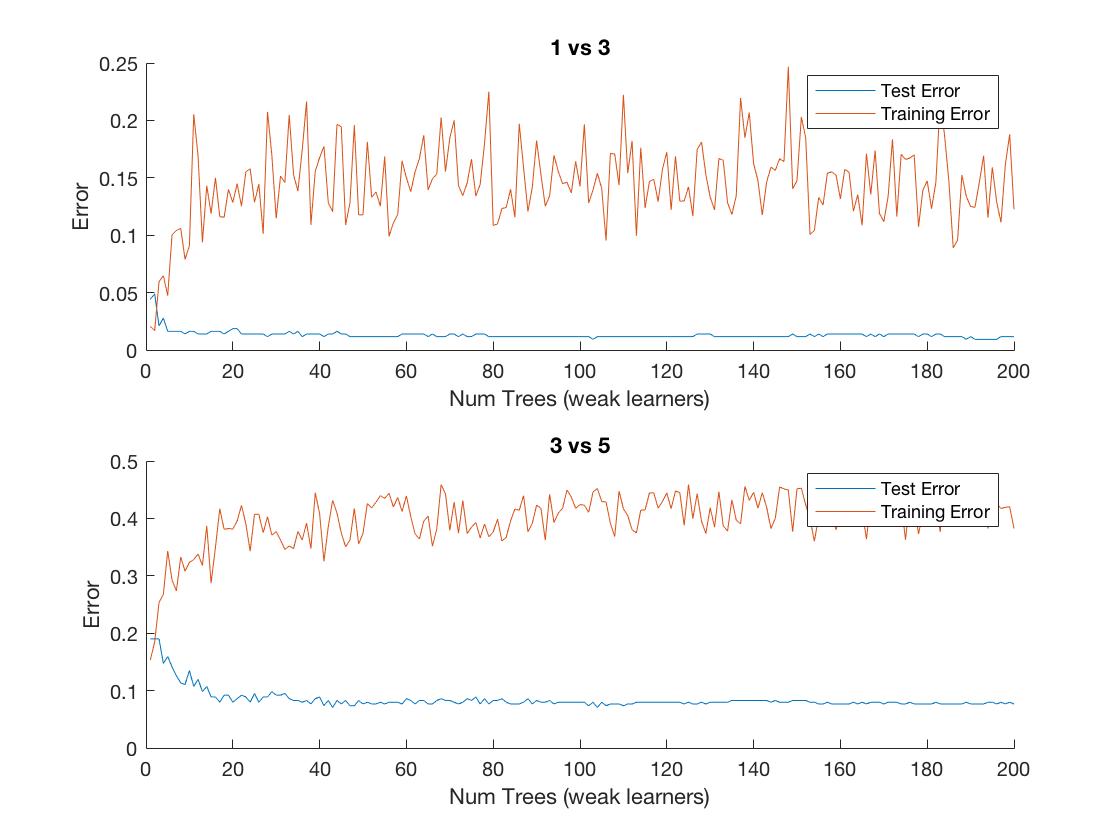 1 vs 3
0.25
0.2
0.15
0.1
0.05
0
Error
Test Error
Training Error
0 20 40 60 80 100 120 140 160 180 200
Num Trees (weak learners)
3 vs 5
0.5
0.4
0.3
0.2
0.1
0
Error
Test Error
Training Error
0 20 40 60 80 100 120 140 160 180 200
Num Trees (weak learners)